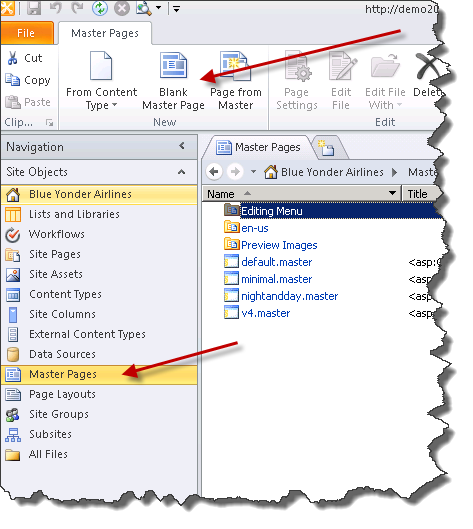 http://demo20
File
Master Pages
Cut
Copy
Paste
Clip...
From Content Type
Blank Master Page
Page from Master
New
Page Settings
Edit File
Edit File With
Delete
Edit
Navigation
Site Objects
Blue Yonder Airlines
Lists and Libraries
Workflows
Site Pages
Site Assets
Content Types
Site Columns
External Content Types
Data Sources
Master Pages
Page Layouts
Site Groups
Subsites
All Files
Master Pages
Blue Yonder Airlines
Maste
Name
Title
Editing Menu
en-us
Preview Images
default.master
<asp:C
minimal.master
<asp
nightandday.master
<asp
v4.master
<asp